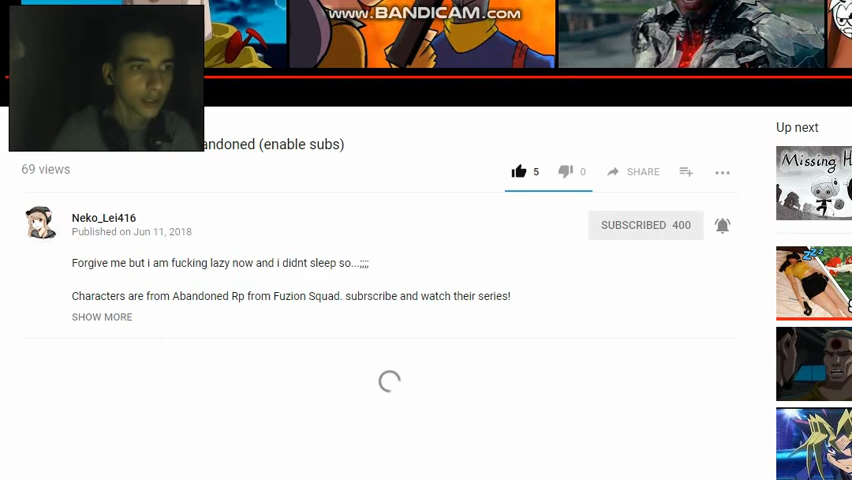 www.BANDICAM.com
andoned (enable subs)
Up next
69 views
5
0
SHARE
Missing H
Neko_Lei416
Published on Jun 11, 2018
SUBSCRIBED 400
Forgive me but i am fucking lazy now and i didnt sleep so...;;;;
Characters are from Abandoned Rp from Fuzion Squad. subrscribe and watch their series!
SHOW MORE